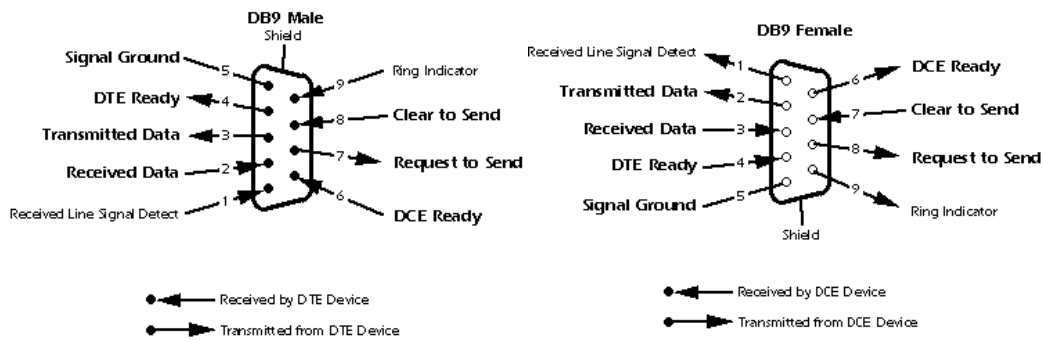 DB9 Male
Shield
Signal Ground
5
9
Ring Indicator
DTE Ready
4
8
Clear to Send
Transmitted Data
3
7
Request to Send
Received Data
2
6
DCE Ready
Received Line Signal Detect
1
Received by DTE Device
Transmitted from DTE Device
DB9 Female
Received Line Signal Detect
1
6
DCE Ready
Transmitted Data
2
7
Clear to Send
Received Data
3
8
Request to Send
DTE Ready
4
9
Ring Indicator
Signal Ground
5
Shield
Received by DCE Device
Transmitted from DCE Device